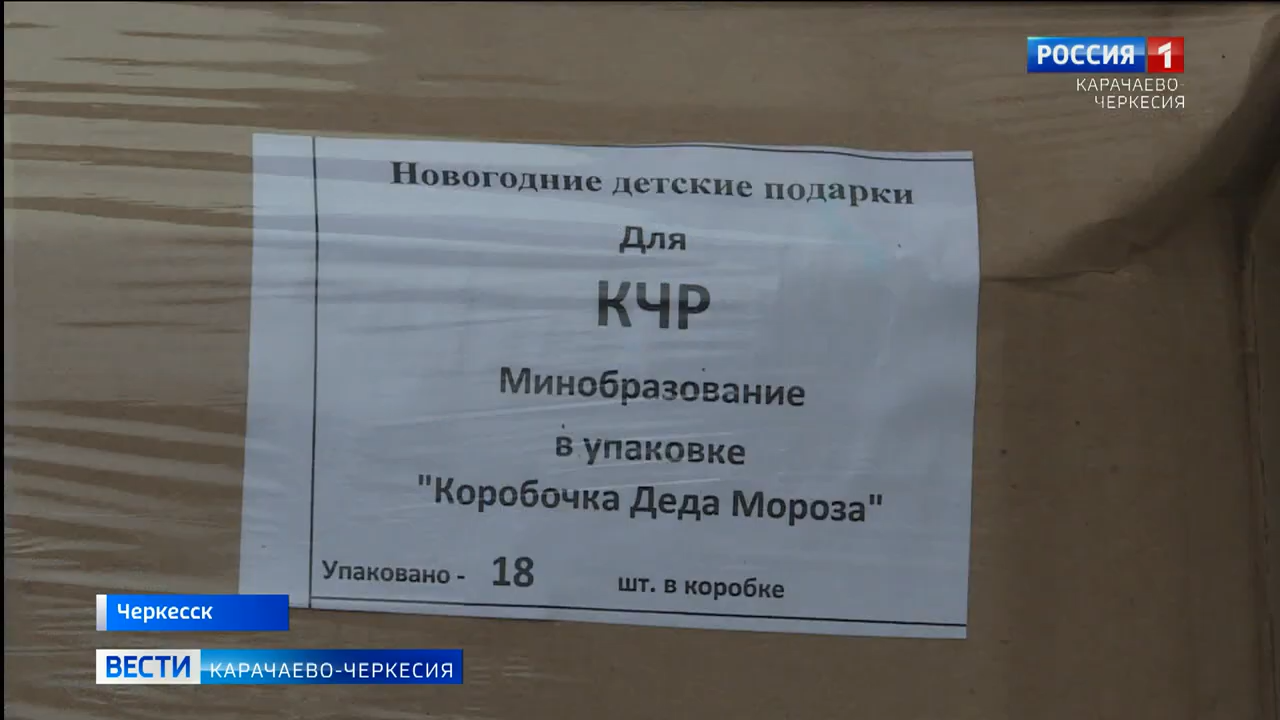 РОССИЯ 1
КАРАЧАЕВО-
ЧЕРКЕСИЯ
Новогодние детские подарки
Для
КЧР
Минобразование
в упаковке
"Коробочка Деда Мороза"
Упаковано - 18 шт. в коробке
Черкесск
ВЕСТИ КАРАЧАЕВО-ЧЕРКЕСИЯ